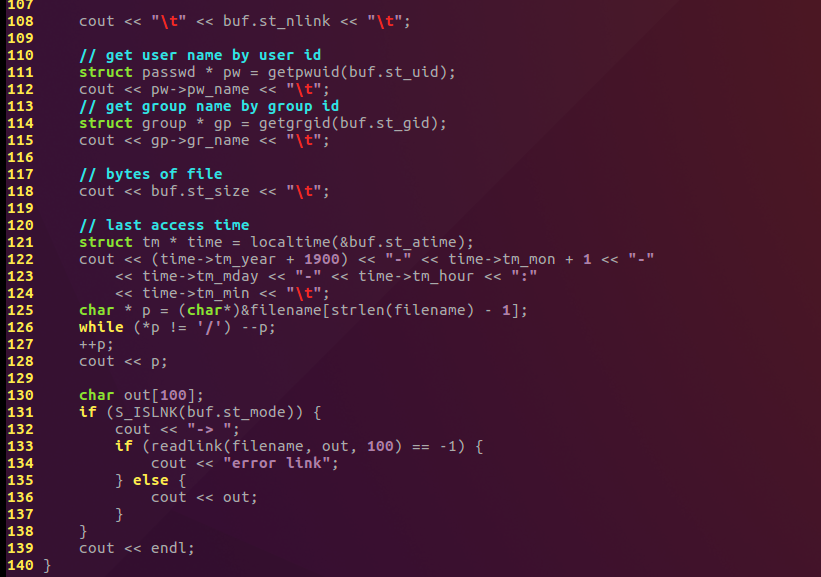 107
108     cout << "\t" << buf.st_nlink << "\t";
109
110     // get user name by user id
111     struct passwd * pw = getpwuid(buf.st_uid);
112     cout << pw->pw_name << "\t";
113     // get group name by group id
114     struct group * gp = getgrgid(buf.st_gid);
115     cout << gp->gr_name << "\t";
116
117     // bytes of file
118     cout << buf.st_size << "\t";
119
120     // last access time
121     struct tm * time = localtime(&buf.st_atime);
122     cout << (time->tm_year + 1900) << "-" << time->tm_mon + 1 << "-"
123         << time->tm_mday << "-" << time->tm_hour << ":"
124         << time->tm_min << "\t";
125     char * p = (char*)&filename[strlen(filename) - 1];
126     while (*p != '/') --p;
127     ++p;
128     cout << p;
129
130     char out[100];
131     if (S_ISLNK(buf.st_mode)) {
132         cout << "-> ";
133         if (readlink(filename, out, 100) == -1) {
134             cout << "error link";
135         } else {
136             cout << out;
137         }
138     }
139     cout << endl;
140 }